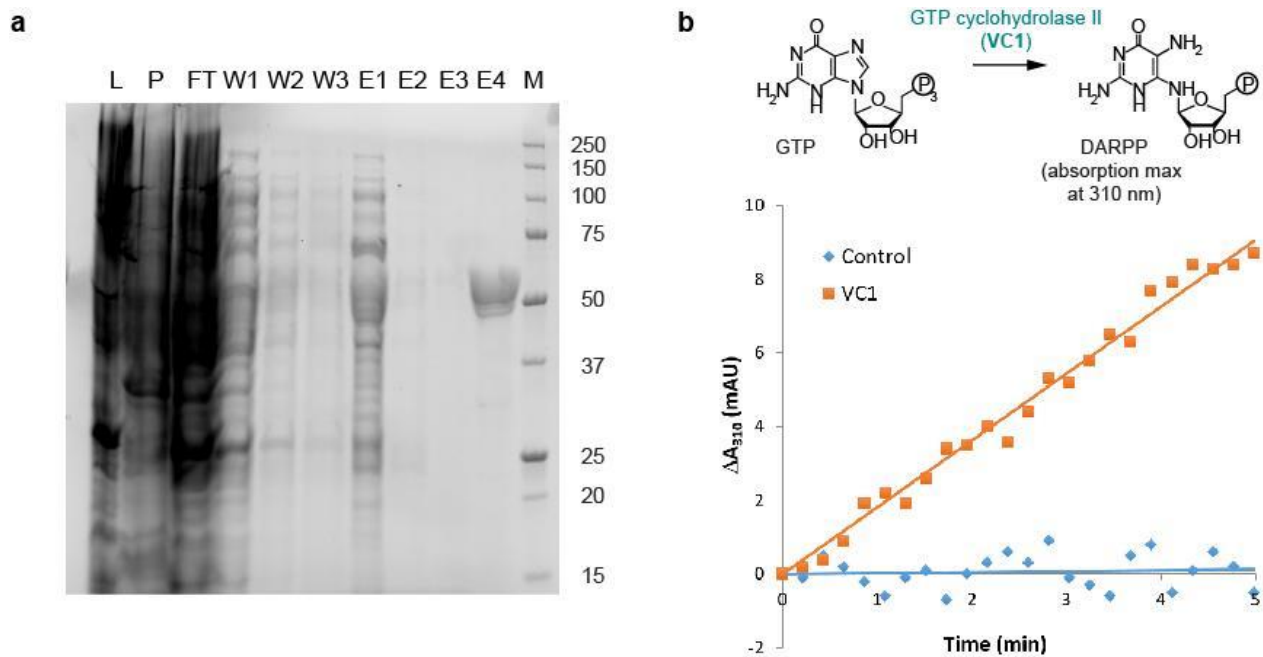 a
L P FT W1 W2 W3 E1 E2 E3 E4 M
250
150
100
75
50
37
25
20
15
b
GTP cyclohydrolase II
(VC1)
O
N
N
H₂N
N
H
N
O
P₃
OH
OH
GTP
O
NH₂
N
H₂N
N
H
NH
O
P
OH
OH
DARPP
(absorption max
at 310 nm)
10
8
6
4
2
0
-2
ΔA₃₁₀ (mAU)
Control
VC1
0 1 2 3 4 5
Time (min)